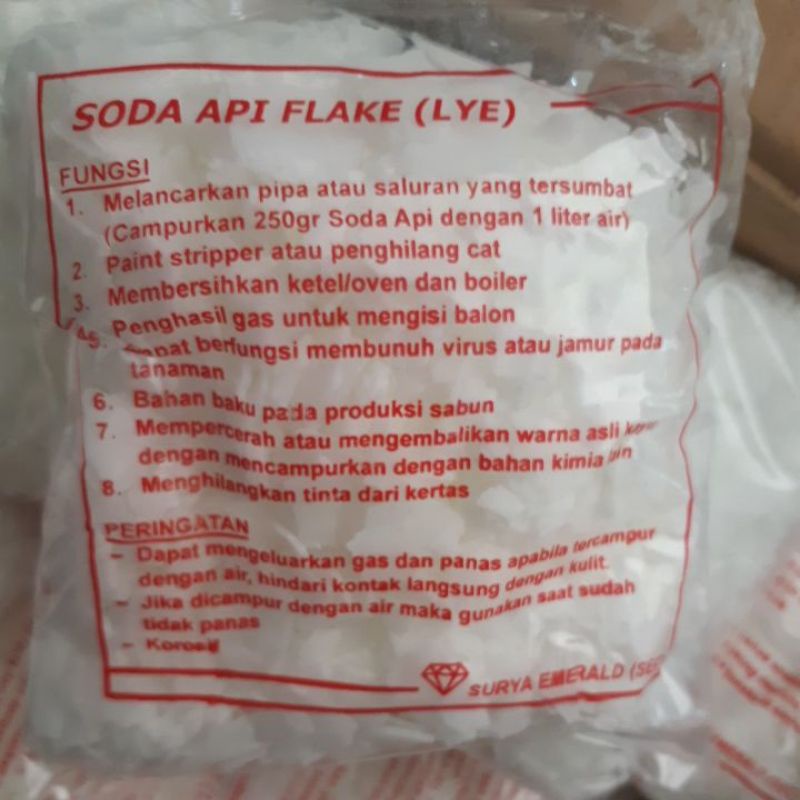 SODA API FLAKE (LYE)
FUNGSI
1. Melancarkan pipa atau saluran yang tersumbat
(Campurkan 250gr Soda Api dengan 1 liter air)
2. Paint stripper atau penghilang cat
3. Membersihkan ketel/oven dan boiler
Penghasil gas untuk mengisi balon
5. Dapat berfungsi membunuh virus atau jamur pada
tanaman
6. Bahan baku pada produksi sabun
7. Mempercerah atau mengembalikan warna asli
dengan mencampurkan dengan bahan kimia lain
8. Menghilangkan tinta dari kertas
PERINGATAN
- Dapat mengeluarkan gas dan panas apabila tercampur
dengan air, hindari kontak langsung dengan kulit.
- Jika dicampur dengan air maka gunakan saat sudah
tidak panas
- Korosif
SURYA EMERALD